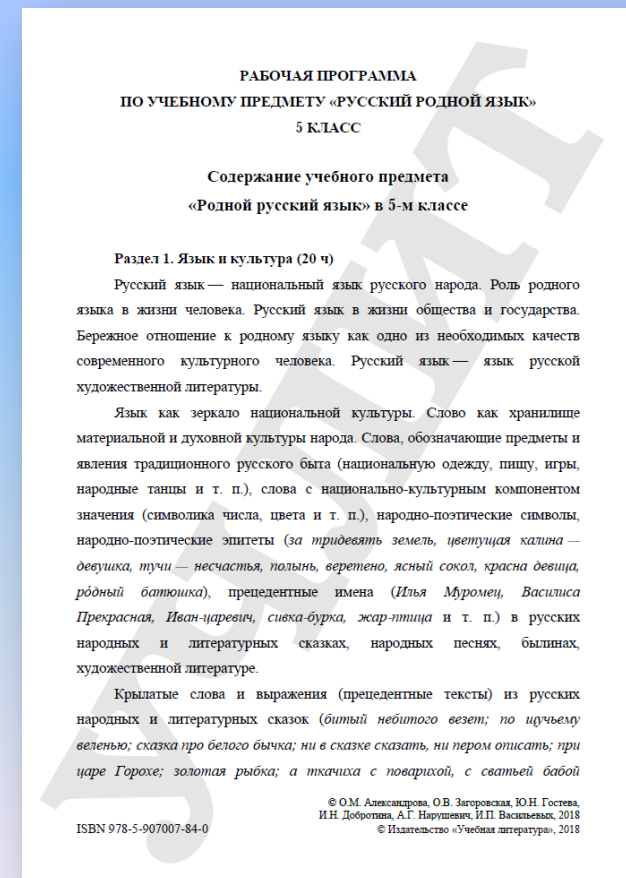 РАБОЧАЯ ПРОГРАММА
ПО УЧЕБНОМУ ПРЕДМЕТУ «РУССКИЙ РОДНОЙ ЯЗЫК»
5 КЛАСС
Содержание учебного предмета
«Родной русский язык» в 5-м классе
Раздел 1. Язык и культура (20 ч)
Русский язык — национальный язык русского народа. Роль родного
языка в жизни человека. Русский язык в жизни общества и государства.
Бережное отношение к родному языку как одно из необходимых качеств
современного культурного человека. Русский язык — язык русской
художественной литературы.
Язык как зеркало национальной культуры. Слово как хранилище
материальной и духовной культуры народа. Слова, обозначающие предметы и
явления традиционного русского быта (национальную одежду, пищу, игры,
народные танцы и т. п.), слова с национально-культурным компонентом
значения (символика числа, цвета и т. п.), народно-поэтические символы,
народно-поэтические эпитеты (за тридевять земель, цветущая калина —
девушка, тучи — несчастья, полынь, веретено, ясный сокол, красна девица,
ро́дный батюшка), прецедентные имена (Илья Муромец, Василиса
Прекрасная, Иван-царевич, сивка-бурка, жар-птица и т. п.) в русских
народных и литературных сказках, народных песнях, былинах,
художественной литературе.
Крылатые слова и выражения (прецедентные тексты) из русских
народных и литературных сказок (битый небитого везет; по щучьему
веленью; сказка про белого бычка; ни в сказке сказать, ни пером описать; при
царе Горохе; золотая рыбка; а ткачиха с поварихой, с сватьей бабой
© О.М. Александрова, О.В. Загоровская, Ю.Н. Гостева,
И.Н. Добротина, А.Г. Нарушевич, И.П. Васильевых, 2018
ISBN 978-5-907007-84-0 © Издательство «Учебная литература», 2018
УЧЛИТ